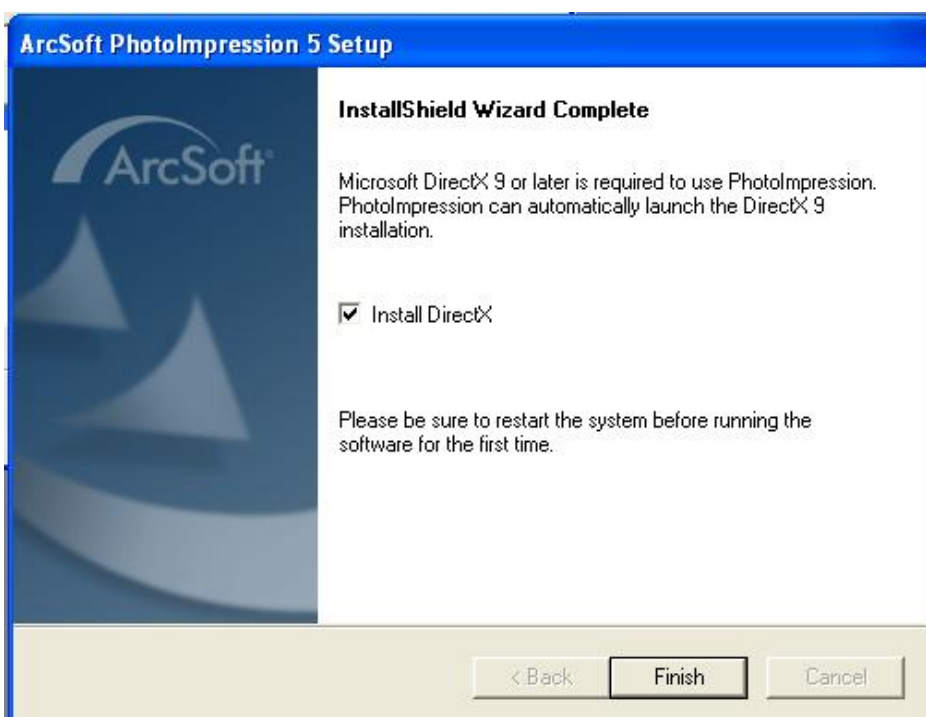 ArcSoft PhotoImpression 5 Setup
ArcSoft®
InstallShield Wizard Complete
Microsoft DirectX 9 or later is required to use PhotoImpression.
PhotoImpression can automatically launch the DirectX 9
installation.
Install DirectX
Please be sure to restart the system before running the
software for the first time.
< Back
Finish
Cancel